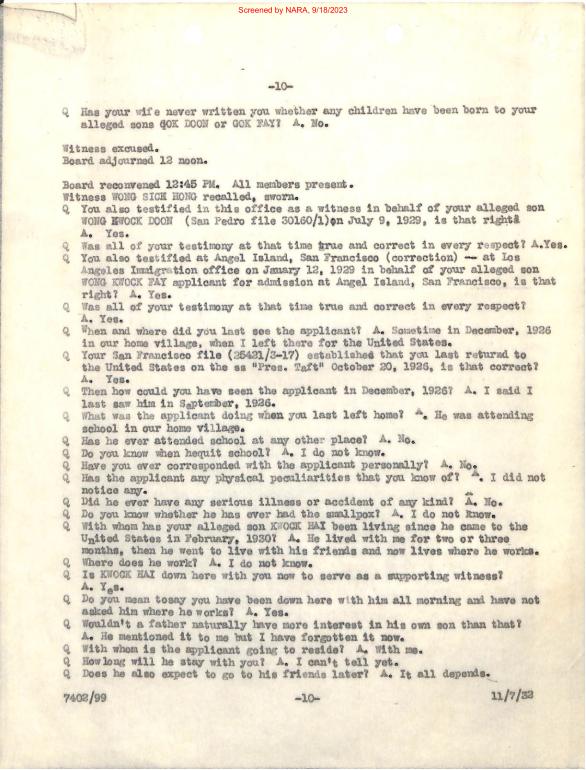 Screened by NARA, 9/18/2023
-10-
Q Has your wife never written you whether any children have been born to your
alleged sons GOK DOON or GOK FAY? A. No.
Witness excused.
Board adjourned 12 noon.
Board reconvened 12:45 PM. All members present.
Witness WONG SICK HONG recalled, sworn.
Q You also testified in this office as a witness in behalf of your alleged son
WONG KWOCK DOON (San Pedro file 30160/1)on July 9, 1929, is that right?
A. Yes.
Q Was all of your testimony at that time true and correct in every respect? A.Yes.
Q You also testified at Angel Island, San Francisco (correction) -- at Los
Angeles Immigration office on January 12, 1929 in behalf of your alleged son
WONG KWOCK FAY applicant for admission at Angel Island, San Francisco, is that
right? A. Yes.
Q Was all of your testimony at that time true and correct in every respect?
A. Yes.
Q When and where did you last see the applicant? A. Sometime in December, 1926
in our home village, when I left there for the United States.
Q Your San Francisco file (25421/3-17) established that you last returned to
the United States on the ss "Pres. Taft" October 20, 1926, is that correct?
A. Yes.
Q Then how could you have seen the applicant in December, 1926? A. I said I
last saw him in September, 1926.
Q What was the applicant doing when you last left home? A. He was attending
school in our home village.
Q Has he ever attended school at any other place? A. No.
Q Do you know when hequit school? A. I do not know.
Q Have you ever corresponded with the applicant personally? A. No.
Q Has the applicant any physical peculiarities that you know of? A. I did not
notice any.
Q Did he ever have any serious illness or accident of any kind? A. No.
Q Do you know whether he has ever had the smallpox? A. I do not know.
Q With whom has your alleged son KWOCK HAI been living since he came to the
United States in February, 1930? A. He lived with me for two or three
months, then he went to live with his friends and now lives where he works.
Q Where does he work? A. I do not know.
Q Is KWOCK HAI down here with you now to serve as a supporting witness?
A. Yes.
Q Do you mean tosay you have been down here with him all morning and have not
asked him where he works? A. Yes.
Q Wouldn't a father naturally have more interest in his own son than that?
A. He mentioned it to me but I have forgotten it now.
Q With whom is the applicant going to reside? A. With me.
Q Howlong will he stay with you? A. I can't tell yet.
Q Does he also expect to go to his friends later? A. It all depends.
7402/99 -10- 11/7/32